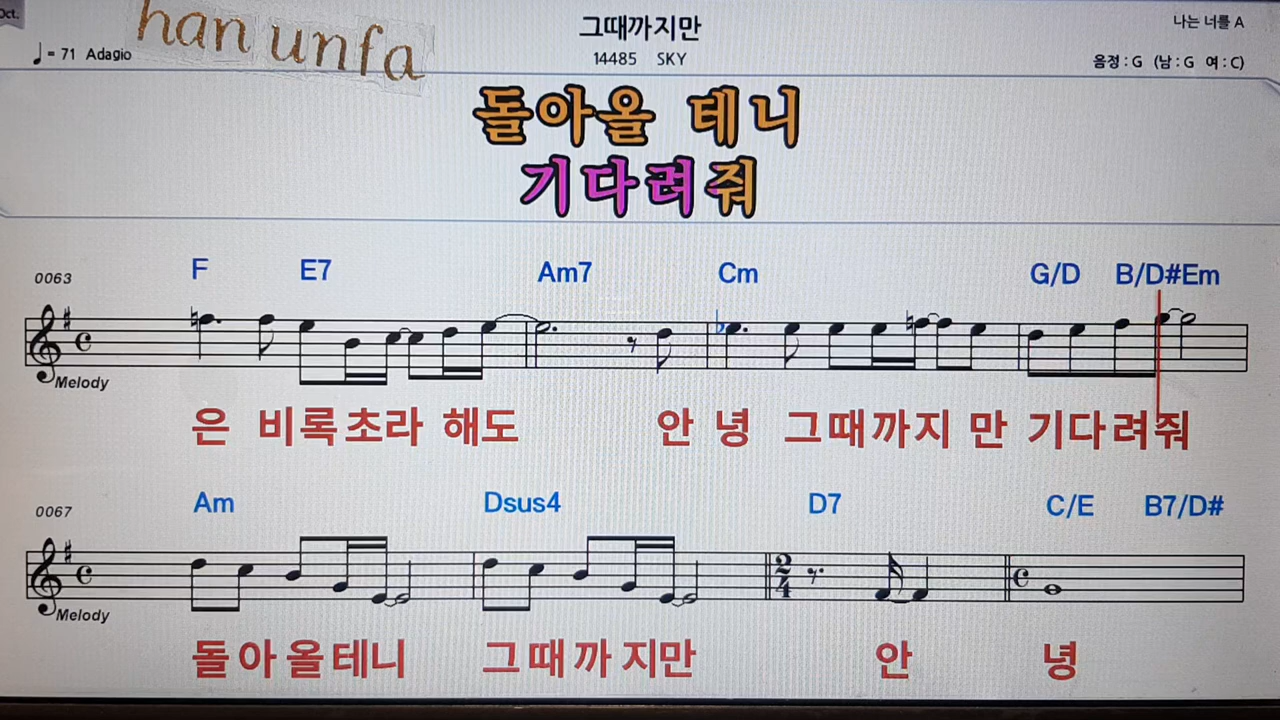 Oct.
han unfa
♩= 71 Adagio
그때까지만
14485 SKY
나는 너를 A
음정 : G (남 : G 여 : C)
돌아올 테니
기다려줘
0063
F E7 Am7 Cm G/D B/D#Em
Melody
은 비록초라 해도 안 녕 그때까지 만 기다려줘
0067
Am Dsus4 D7 C/E B7/D#
2/4
Melody
돌아올테니 그때까지만 안 녕